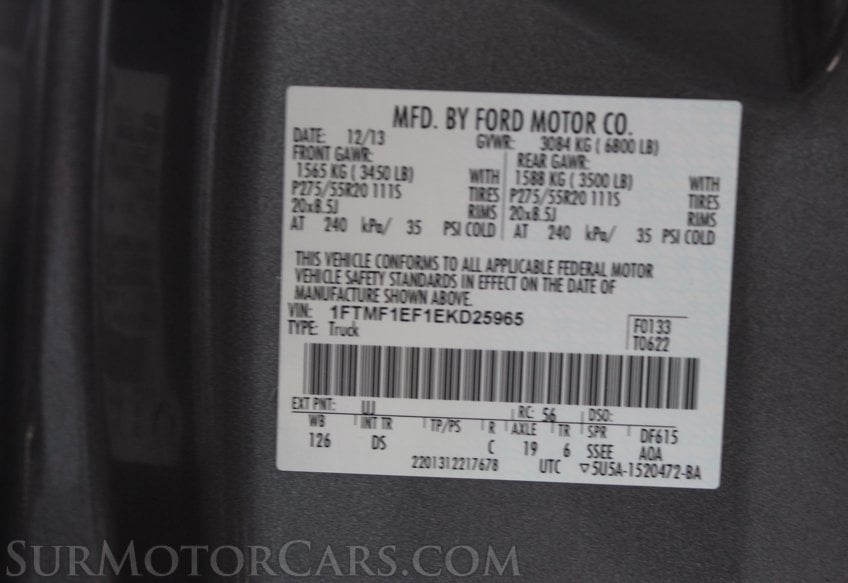 MFD. BY FORD MOTOR CO.
DATE: 12/13 GVWR: 3084 KG ( 6800 LB)
FRONT GAWR: REAR GAWR:
1565 KG ( 3450 LB) WITH 1588 KG ( 3500 LB) WITH
P275/55R20 111S TIRES P275/55R20 111S TIRES
20x8.5J RIMS 20x8.5J RIMS
AT 240 kPa/ 35 PSI COLD AT 240 kPa/ 35 PSI COLD
THIS VEHICLE CONFORMS TO ALL APPLICABLE FEDERAL MOTOR
VEHICLE SAFETY STANDARDS IN EFFECT ON THE DATE OF
MANUFACTURE SHOWN ABOVE.
VIN: 1FTMF1EF1EKD25965 F0133
TYPE: Truck T0622
EXT PNT: UJ RC: 56 DSO:
WB INT TR TP/PS R AXLE TR SPR DF615
126 DS C 19 6 SSEE AOA
2201312217678 UTC ▽5U5A-1520472-BA
SURMOTORCARS.COM